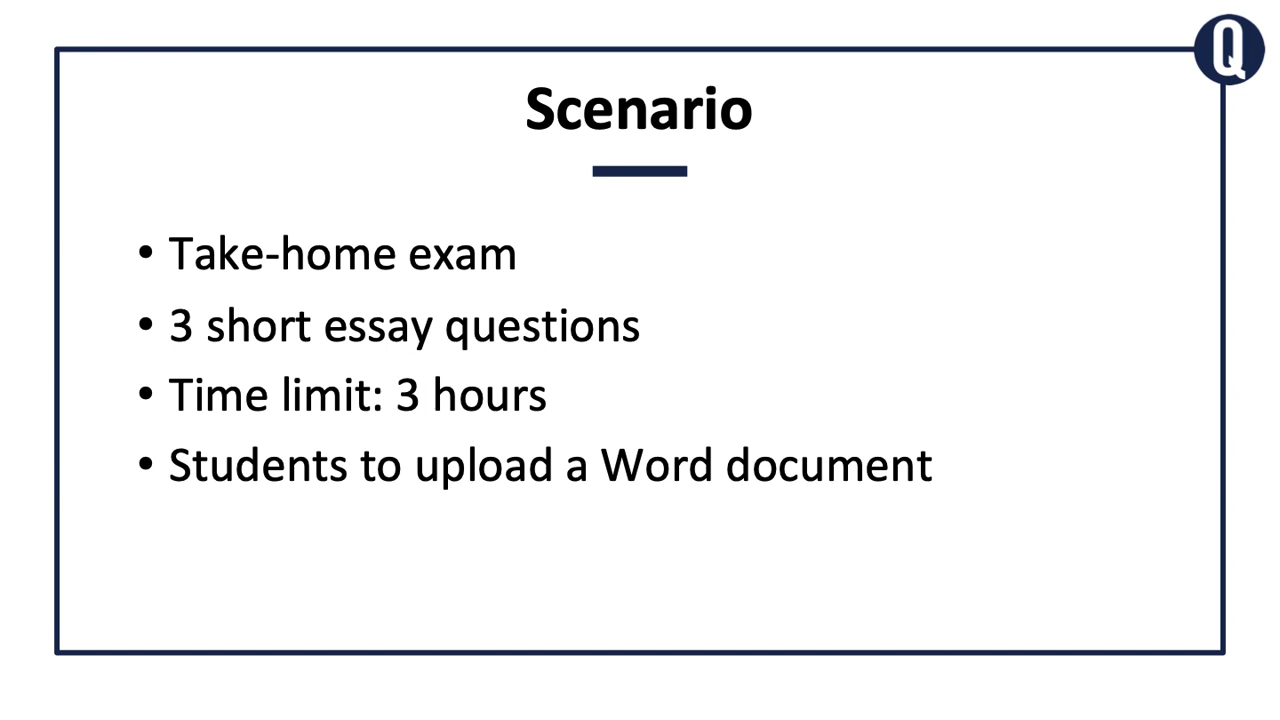 Q
Scenario
• Take-home exam
• 3 short essay questions
• Time limit: 3 hours
• Students to upload a Word document